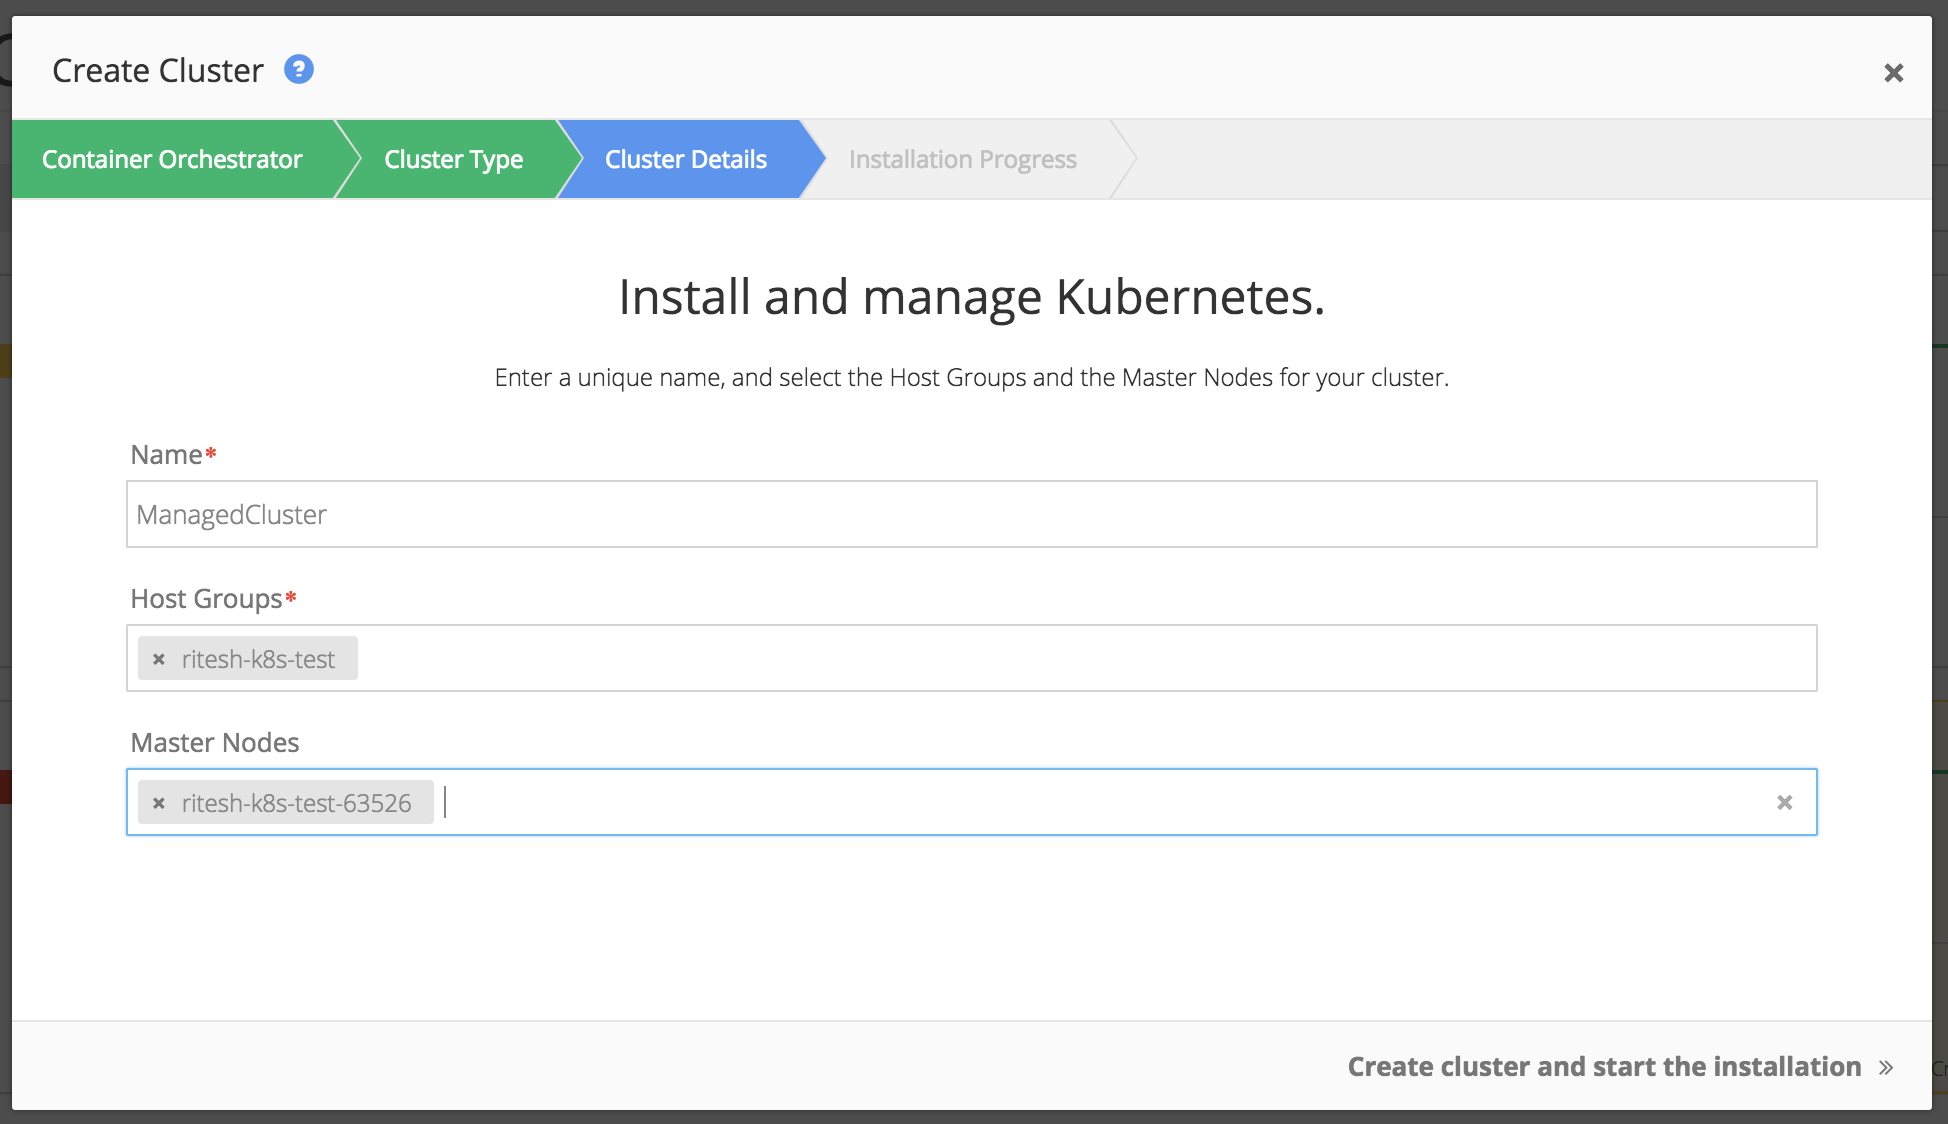 Create Cluster ?
Container Orchestrator
Cluster Type
Cluster Details
Installation Progress
Install and manage Kubernetes.
Enter a unique name, and select the Host Groups and the Master Nodes for your cluster.
Name*
ManagedCluster
Host Groups*
× ritesh-k8s-test
Master Nodes
× ritesh-k8s-test-63526
Create cluster and start the installation »